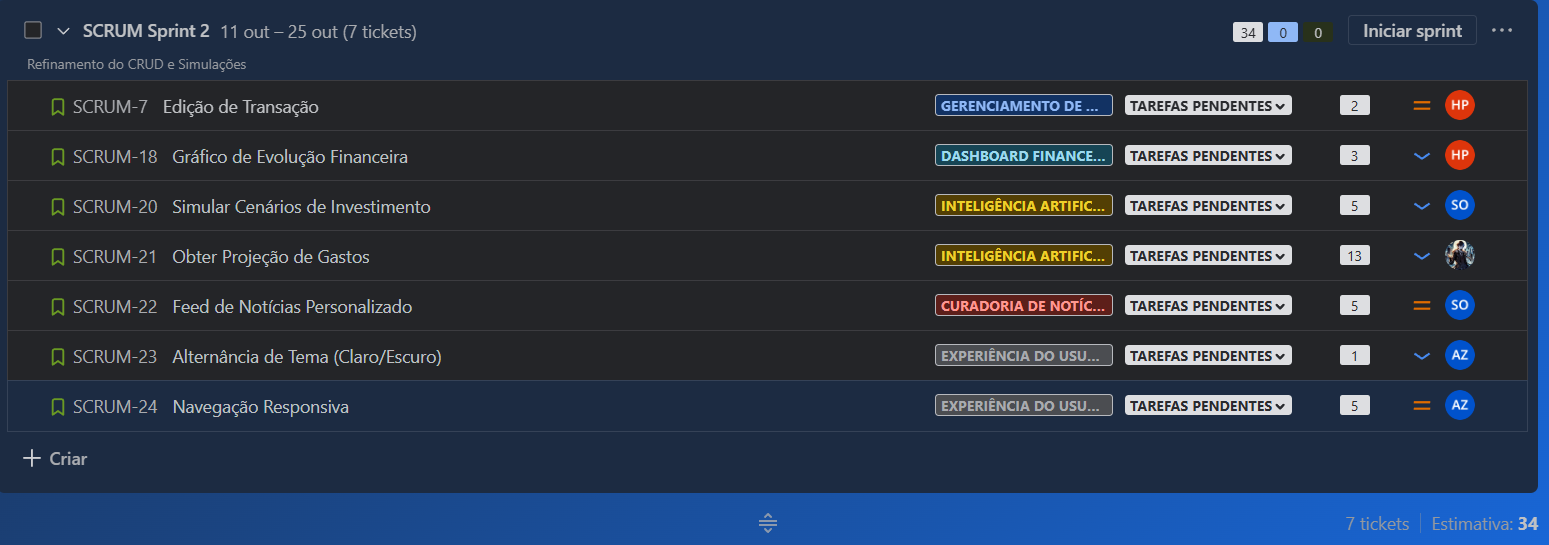 SCRUM Sprint 2 11 out – 25 out (7 tickets) 34 0 0 Iniciar sprint
Refinamento do CRUD e Simulações
SCRUM-7 Edição de Transação GERENCIAMENTO DE ... TAREFAS PENDENTES 2 HP
SCRUM-18 Gráfico de Evolução Financeira DASHBOARD FINANCE... TAREFAS PENDENTES 3 HP
SCRUM-20 Simular Cenários de Investimento INTELIGÊNCIA ARTIFIC... TAREFAS PENDENTES 5 SO
SCRUM-21 Obter Projeção de Gastos INTELIGÊNCIA ARTIFIC... TAREFAS PENDENTES 13
SCRUM-22 Feed de Notícias Personalizado CURADORIA DE NOTÍC... TAREFAS PENDENTES 5 SO
SCRUM-23 Alternância de Tema (Claro/Escuro) EXPERIÊNCIA DO USU... TAREFAS PENDENTES 1 AZ
SCRUM-24 Navegação Responsiva EXPERIÊNCIA DO USU... TAREFAS PENDENTES 5 AZ
Criar
7 tickets Estimativa: 34